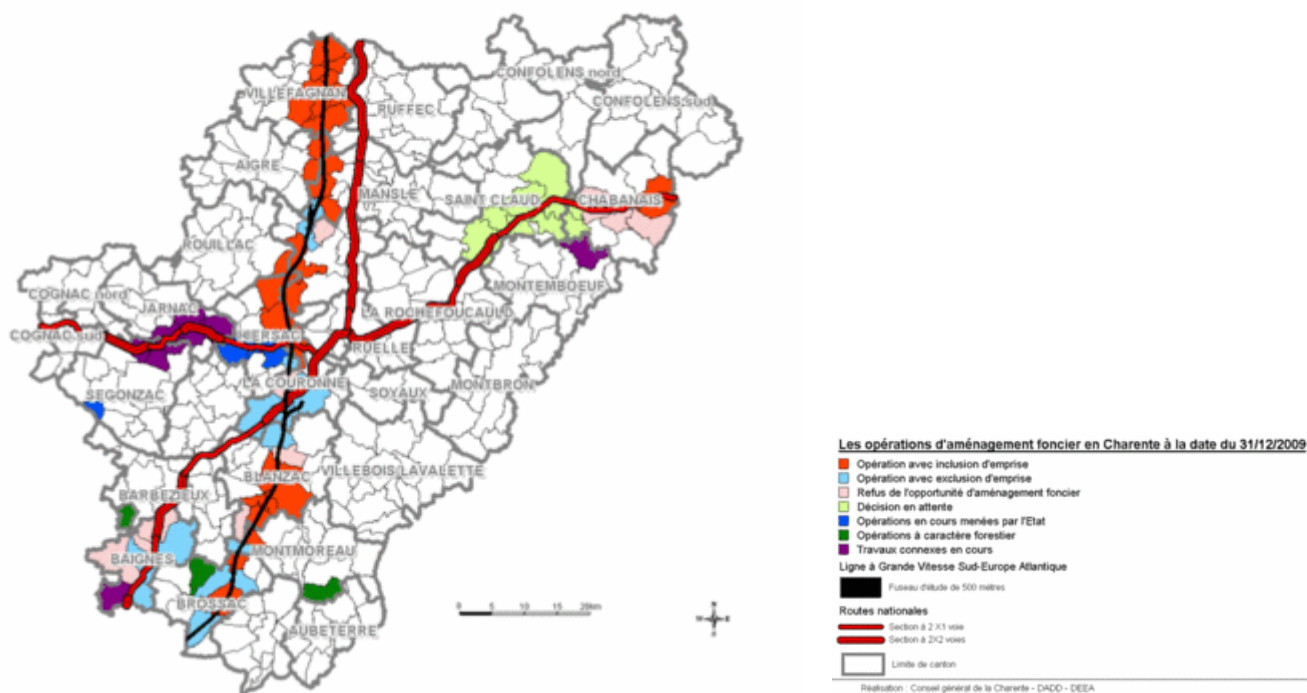 CONFOLENS nord
CONFOLENS sud
VILLEFAGNAN
RUFFEC
AIGRE
MANSLE
SAINT CLAUD
CHABANAIS
ROUILLAC
MONTEMBOEUF
COGNAC nord
JARNAC
LA ROCHEFOUCAULD
COGNAC sud
HIERSAC
RUELLE
LA COURONNE
SOYAUX
MONTBRON
SEGONZAC
VILLEBOIS LAVALETTE
BLANZAC
BARBEZIEUX
MONTMOREAU
BAIGNES
BROSSAC
AUBETERRE
0 5 10 15 20km
N
W E
S
Les opérations d'aménagement foncier en Charente à la date du 31/12/2009
Opération avec inclusion d'emprise
Opération avec exclusion d'emprise
Refus de l'opportunité d'aménagement foncier
Décision en attente
Opérations en cours menées par l'Etat
Opérations à caractère forestier
Travaux connexes en cours
Ligne à Grande Vitesse Sud-Europe Atlantique
Fuseau d'étude de 500 mètres
Routes nationales
Section à 2 X1 voie
Section à 2X2 voies
Limite de canton
Réalisation : Conseil général de la Charente - DADD - DEEA